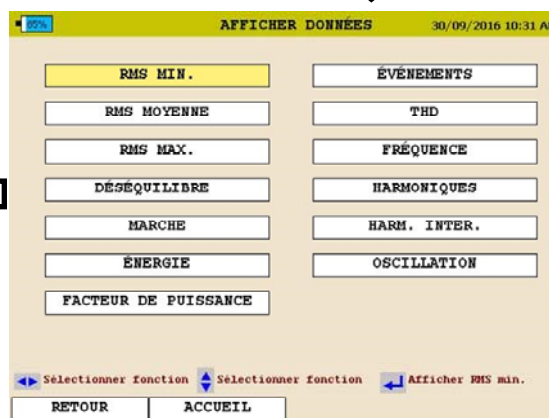 85% AFFICHER DONNÉES 30/09/2016 10:31 A
RMS MIN.
RMS MOYENNE
RMS MAX.
DÉSÉQUILIBRE
MARCHE
ÉNERGIE
FACTEUR DE PUISSANCE
ÉVÉNEMENTS
THD
FRÉQUENCE
HARMONIQUES
HARM. INTER.
OSCILLATION
Sélectionner fonction Sélectionner fonction Afficher RMS min.
RETOUR ACCUEIL